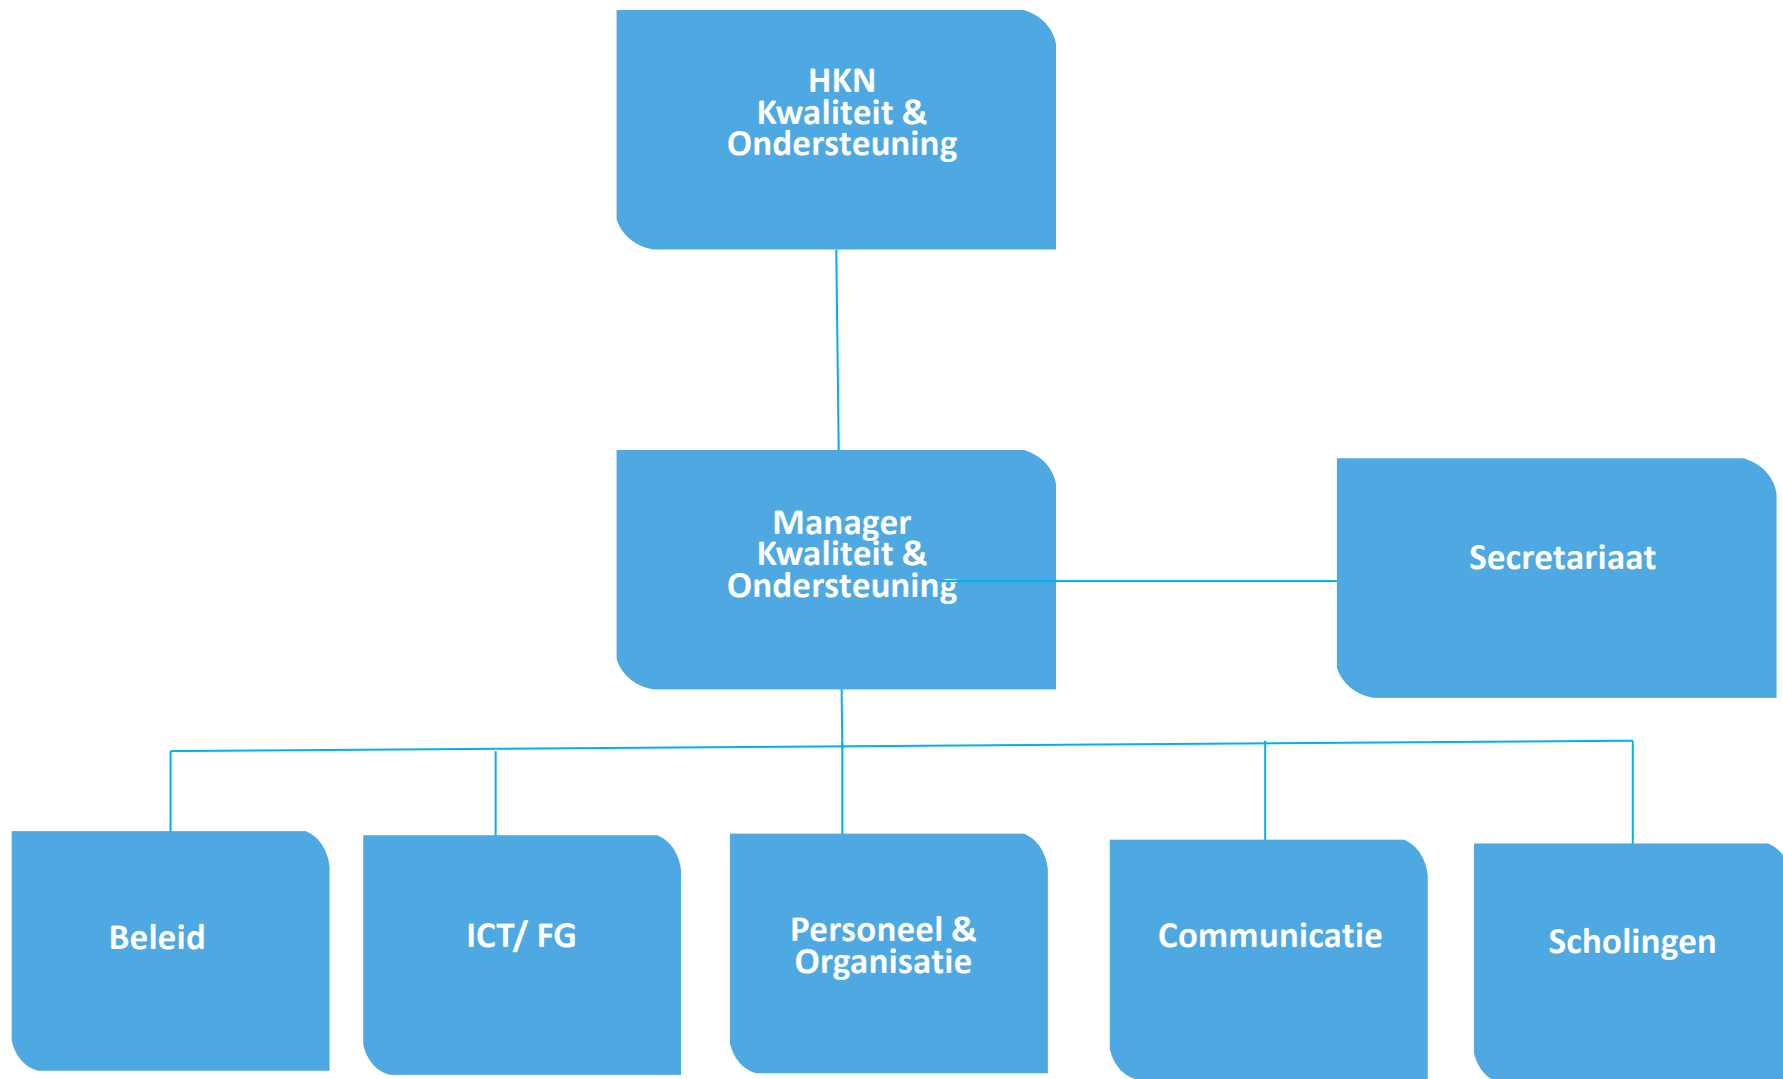 HKN
Kwaliteit &
Ondersteuning
Manager
Kwaliteit &
Ondersteuning
Secretariaat
Beleid
ICT/ FG
Personeel &
Organisatie
Communicatie
Scholingen